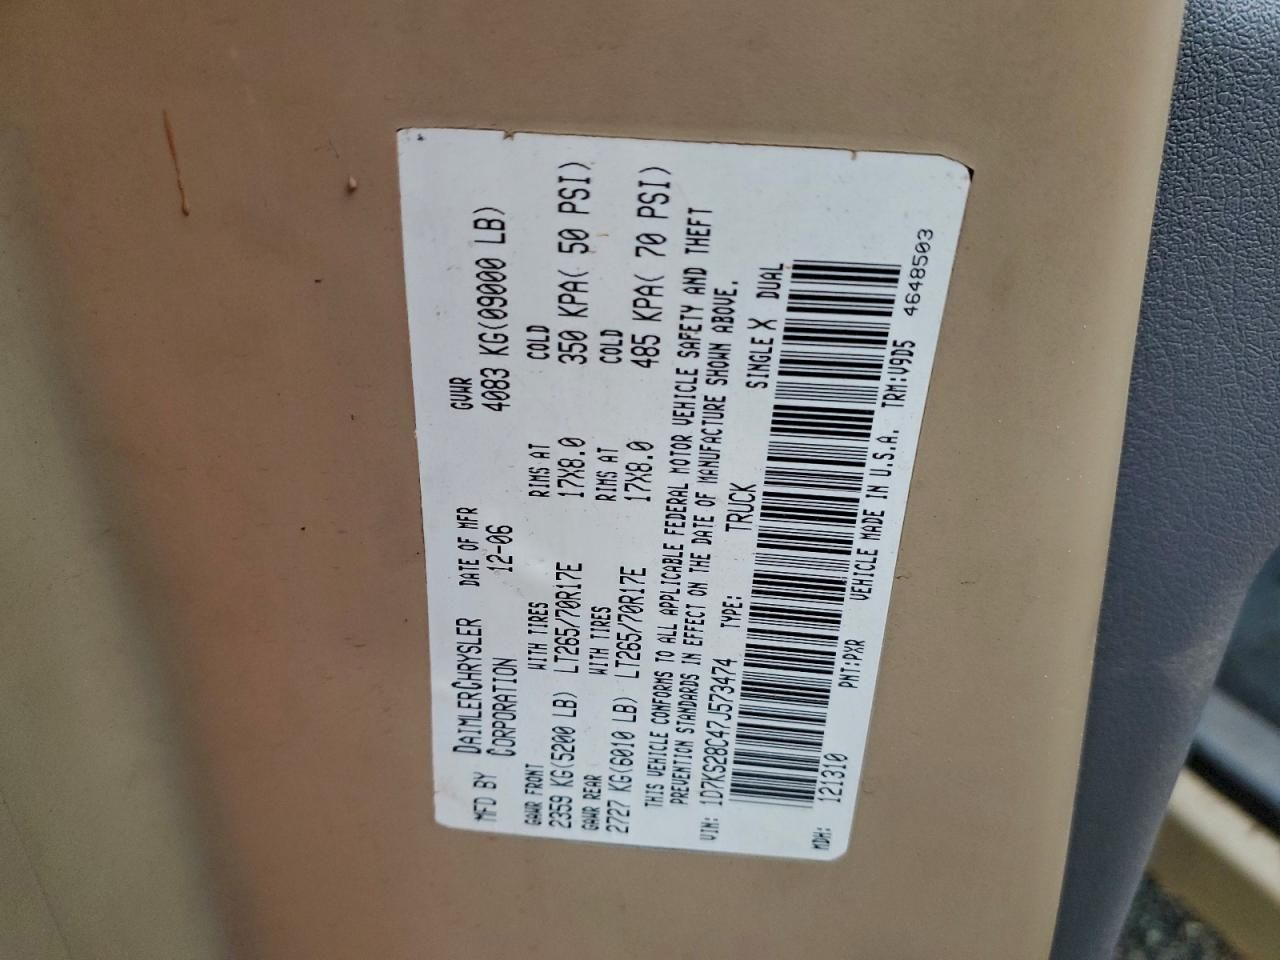 MFD BY DAIMLERCHRYSLER CORPORATION DATE OF MFR 12-06 GVWR 4083 KG(09000 LB)
GAWR FRONT WITH TIRES RIMS AT COLD
2359 KG(5200 LB) LT265/70R17E 17X8.0 350 KPA( 50 PSI)
GAWR REAR WITH TIRES RIMS AT COLD
2727 KG(6010 LB) LT265/70R17E 17X8.0 485 KPA( 70 PSI)
THIS VEHICLE CONFORMS TO ALL APPLICABLE FEDERAL MOTOR VEHICLE SAFETY AND THEFT
PREVENTION STANDARDS IN EFFECT ON THE DATE OF MANUFACTURE SHOWN ABOVE.
VIN: 1D7KS28C47J573474 TYPE: TRUCK SINGLE X DUAL
MDH: 121310 PNT:PXR VEHICLE MADE IN U.S.A. TRM:V9D5 4648503